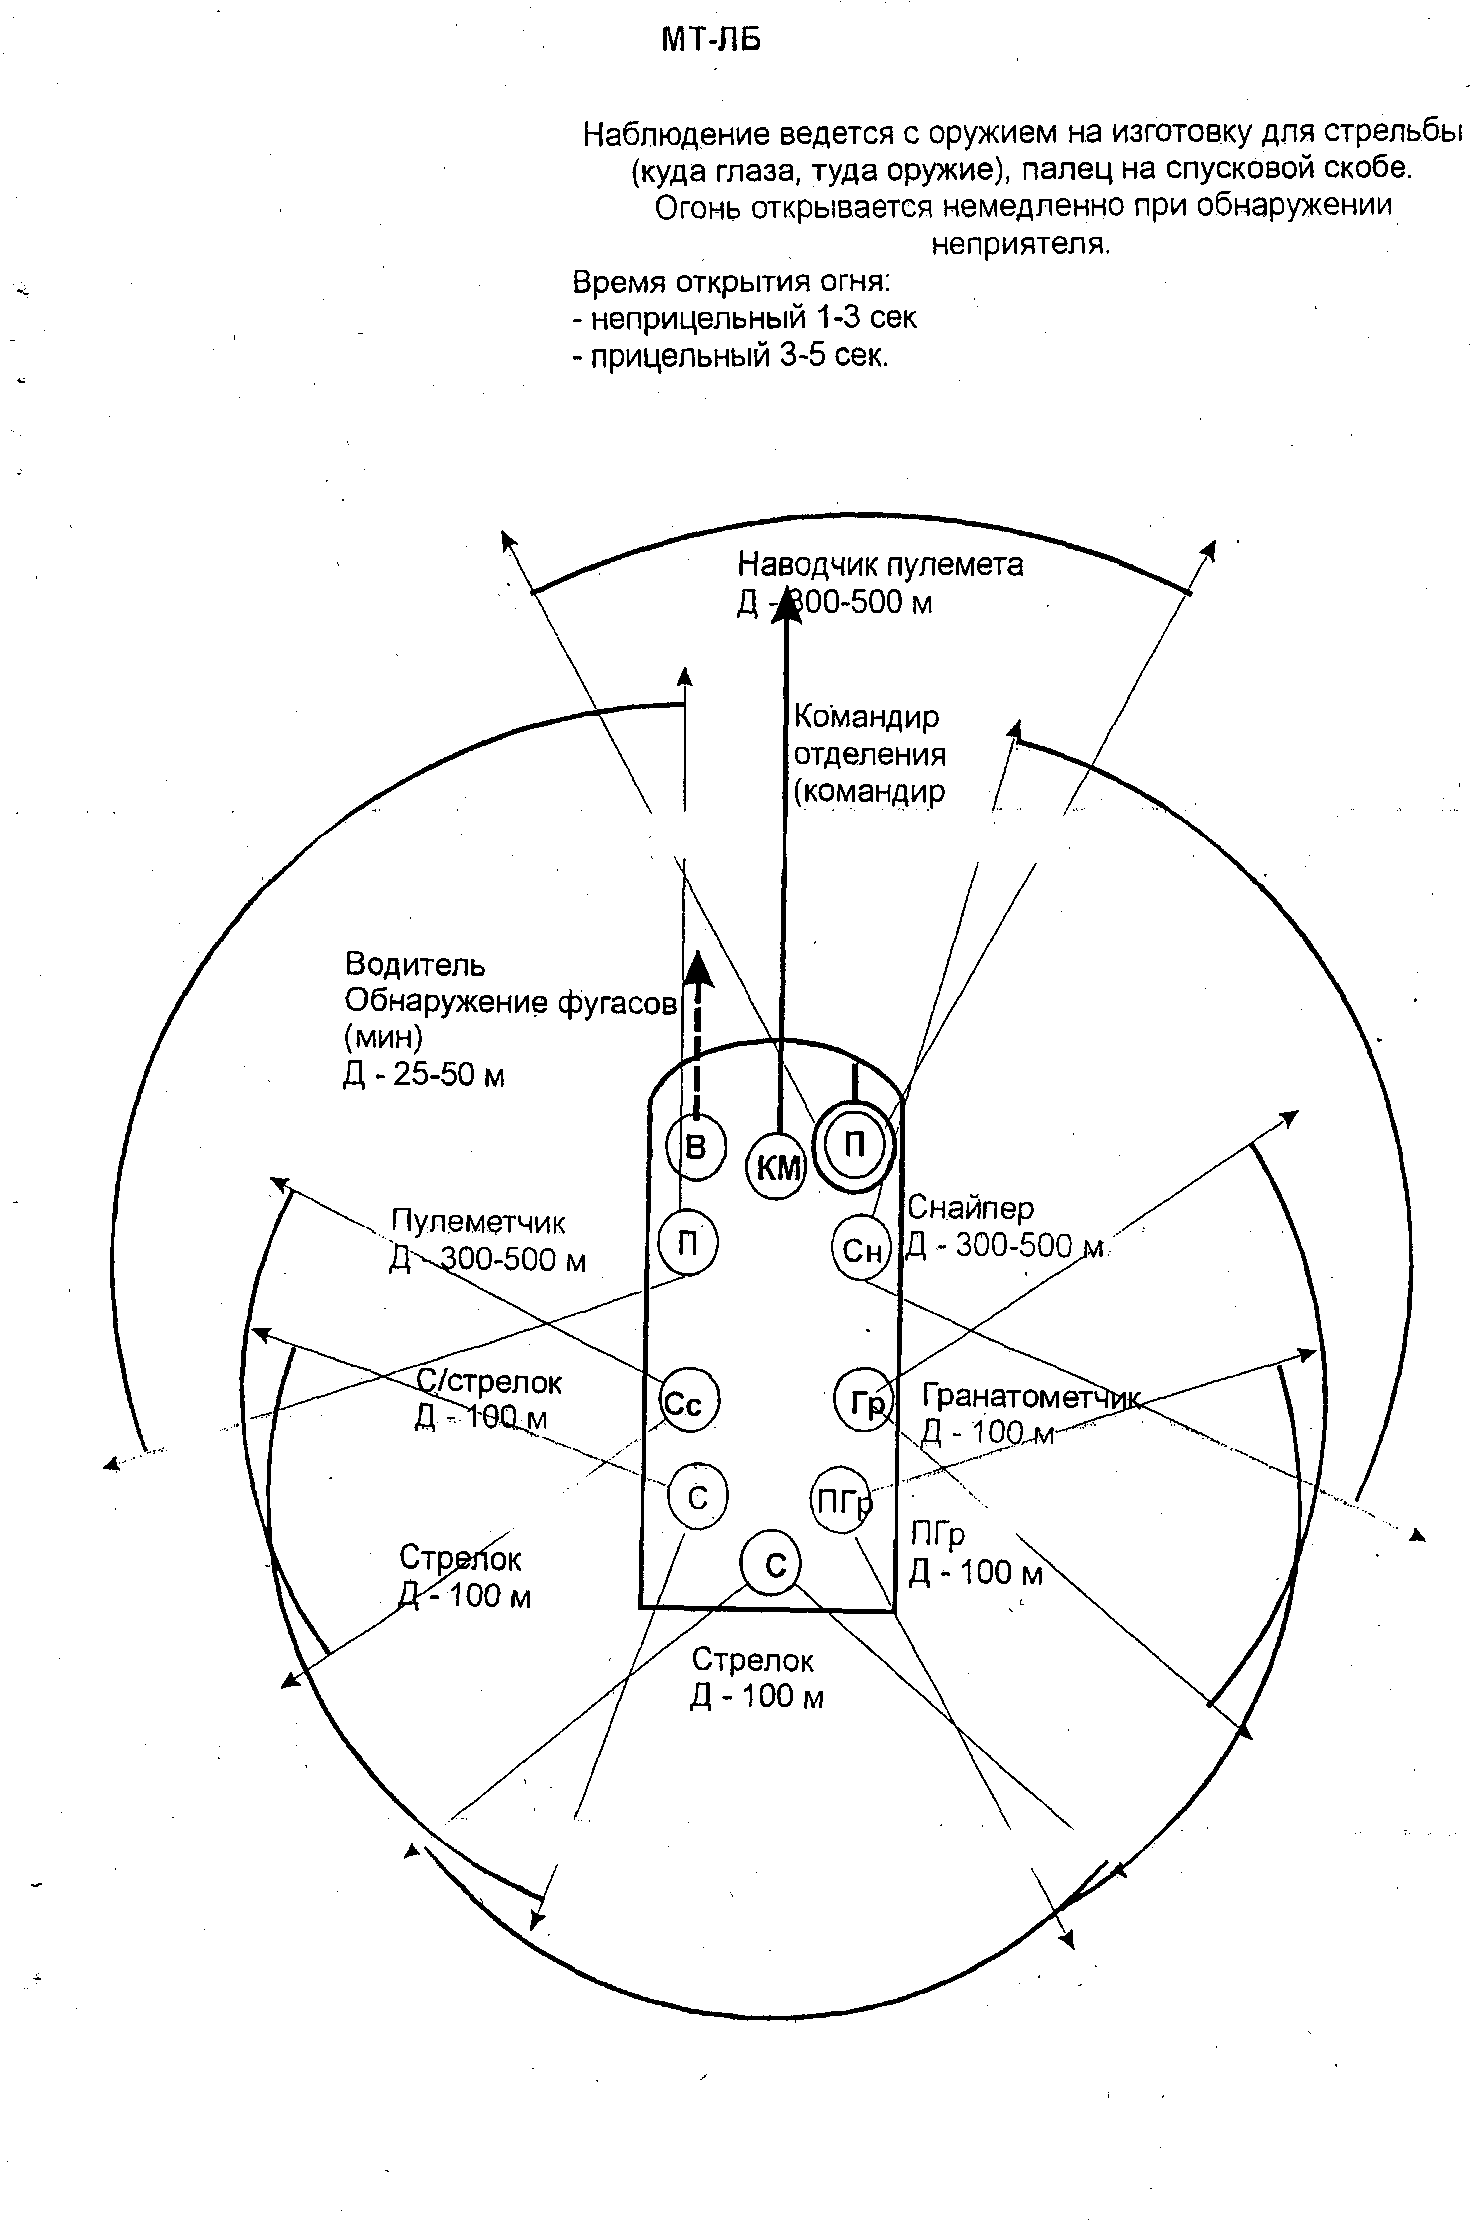 МТ-ЛБ
Наблюдение ведется с оружием на изготовку для стрельбы
(куда глаза, туда оружие), палец на спусковой скобе.
Огонь открывается немедленно при обнаружении
неприятеля.
Время открытия огня:
- неприцельный 1-3 сек
- прицельный 3-5 сек.
Наводчик пулемета
Д - 300-500 м
Командир
отделения
(командир
Водитель
Обнаружение фугасов
(мин)
Д - 25-50 м
В
КМ
П
Пулеметчик
Д - 300-500 м
П
Сн
Снайпер
Д - 300-500 м
С/стрелок
Д - 100 м
Сс
Гр
Гранатометчик
Д - 100 м
С
ПГр
Стрелок
Д - 100 м
С
ПГр
Д - 100 м
Стрелок
Д - 100 м